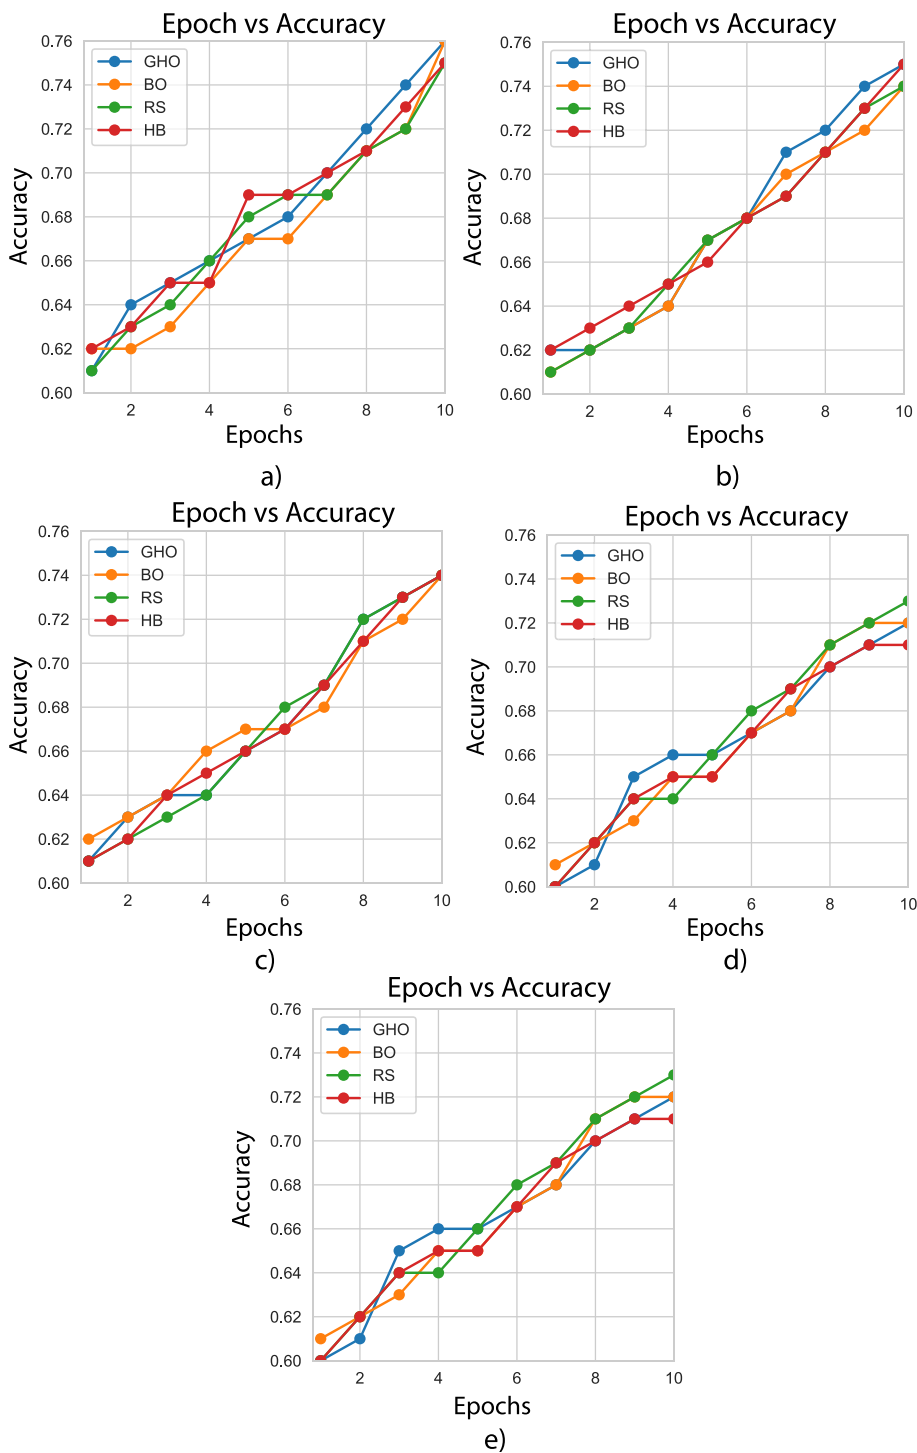 Epoch vs Accuracy
0.76
0.74
0.72
0.70
0.68
0.66
0.64
0.62
0.60
GHO
BO
RS
HB
Accuracy
2 4 6 8 10
Epochs
a)
Epoch vs Accuracy
0.76
0.74
0.72
0.70
0.68
0.66
0.64
0.62
0.60
GHO
BO
RS
HB
Accuracy
2 4 6 8 10
Epochs
b)
Epoch vs Accuracy
0.76
0.74
0.72
0.70
0.68
0.66
0.64
0.62
0.60
GHO
BO
RS
HB
Accuracy
2 4 6 8 10
Epochs
c)
Epoch vs Accuracy
0.76
0.74
0.72
0.70
0.68
0.66
0.64
0.62
0.60
GHO
BO
RS
HB
Accuracy
2 4 6 8 10
Epochs
d)
Epoch vs Accuracy
0.76
0.74
0.72
0.70
0.68
0.66
0.64
0.62
0.60
GHO
BO
RS
HB
Accuracy
2 4 6 8 10
Epochs
e)